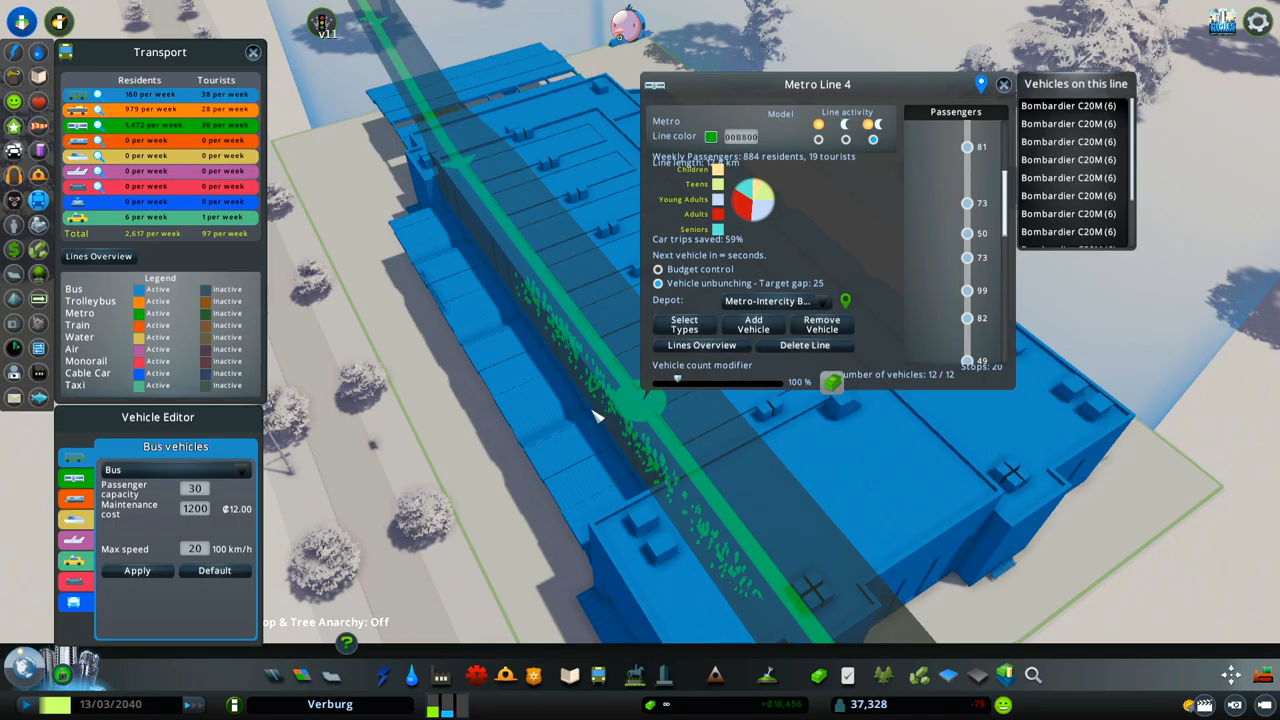 v11
Transport
Residents Tourists
160 per week 38 per week
979 per week 28 per week
1,472 per week 30 per week
0 per week 0 per week
0 per week 0 per week
0 per week 0 per week
0 per week 0 per week
0 per week 0 per week
6 per week 1 per week
Total 2,617 per week 97 per week
Lines Overview
Legend
Bus Active Inactive
Trolleybus Active Inactive
Metro Active Inactive
Train Active Inactive
Water Active Inactive
Air Active Inactive
Monorail Active Inactive
Cable Car Active Inactive
Taxi Active Inactive
Vehicle Editor
Bus vehicles
Bus
Passenger capacity 30
Maintenance cost 1200 ₡12.00
Max speed 20 100 km/h
Apply Default
op & Tree Anarchy: Off
?
Metro Line 4
Metro Model Line activity
Line color 00B800
Weekly Passengers: 884 residents, 19 tourists
Children
Teens
Young Adults
Adults
Seniors
Car trips saved: 59%
Next vehicle in ∞ seconds.
Budget control
Vehicle unbunching - Target gap: 25
Depot: Metro-Intercity B...
Select Types Add Vehicle Remove Vehicle
Lines Overview Delete Line
Vehicle count modifier
100 %
umber of vehicles: 12 / 12
Stops: 20
Passengers
81
73
50
73
99
82
49
Vehicles on this line
Bombardier C20M (6)
Bombardier C20M (6)
Bombardier C20M (6)
Bombardier C20M (6)
Bombardier C20M (6)
Bombardier C20M (6)
Bombardier C20M (6)
Bombardier C20M (6)
13/03/2040
Verburg
∞
+₡16,456
37,328
-75